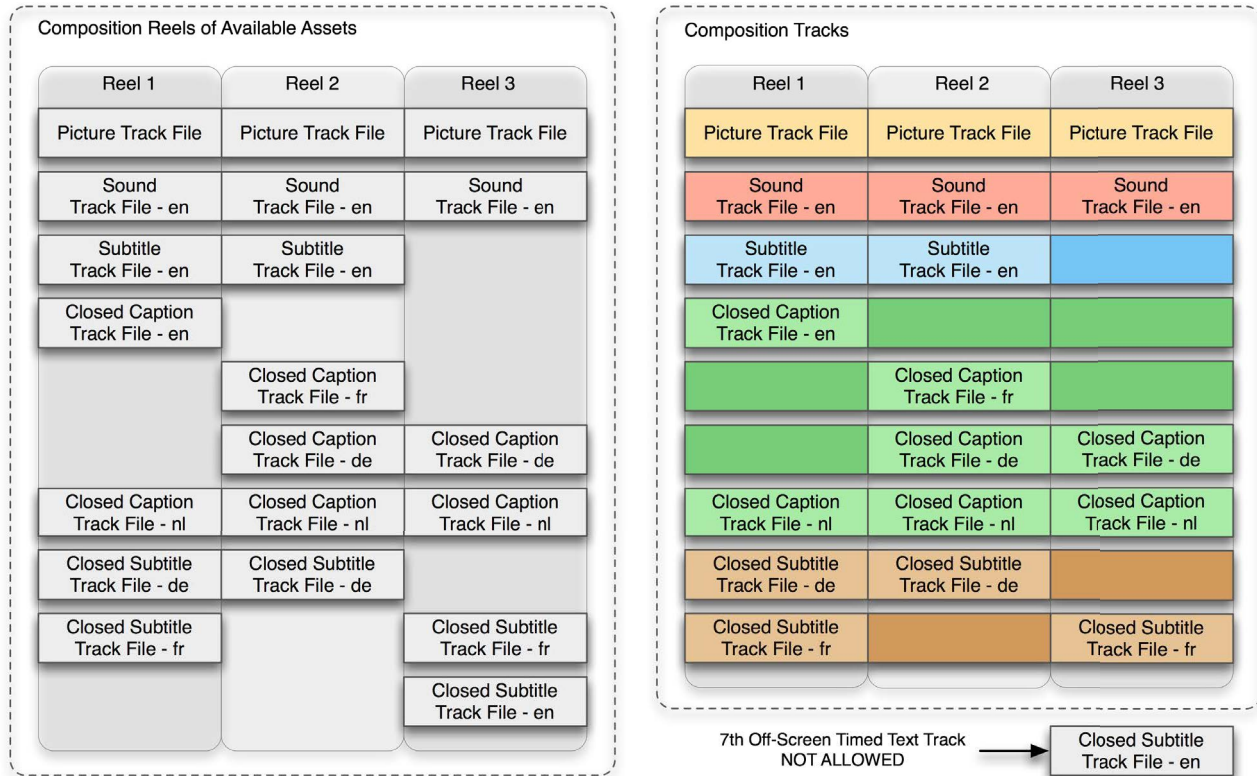 Composition Reels of Available Assets
Reel 1
Reel 2
Reel 3
Picture Track File
Picture Track File
Picture Track File
Sound
Track File - en
Sound
Track File - en
Sound
Track File - en
Subtitle
Track File - en
Subtitle
Track File - en
Closed Caption
Track File - en
Closed Caption
Track File - fr
Closed Caption
Track File - de
Closed Caption
Track File - de
Closed Caption
Track File - nl
Closed Caption
Track File - nl
Closed Caption
Track File - nl
Closed Subtitle
Track File - de
Closed Subtitle
Track File - de
Closed Subtitle
Track File - fr
Closed Subtitle
Track File - fr
Closed Subtitle
Track File - en
Composition Tracks
Reel 1
Reel 2
Reel 3
Picture Track File
Picture Track File
Picture Track File
Sound
Track File - en
Sound
Track File - en
Sound
Track File - en
Subtitle
Track File - en
Subtitle
Track File - en
Closed Caption
Track File - en
Closed Caption
Track File - fr
Closed Caption
Track File - de
Closed Caption
Track File - de
Closed Caption
Track File - nl
Closed Caption
Track File - nl
Closed Caption
Track File - nl
Closed Subtitle
Track File - de
Closed Subtitle
Track File - de
Closed Subtitle
Track File - fr
Closed Subtitle
Track File - fr
7th Off-Screen Timed Text Track
NOT ALLOWED
Closed Subtitle
Track File - en